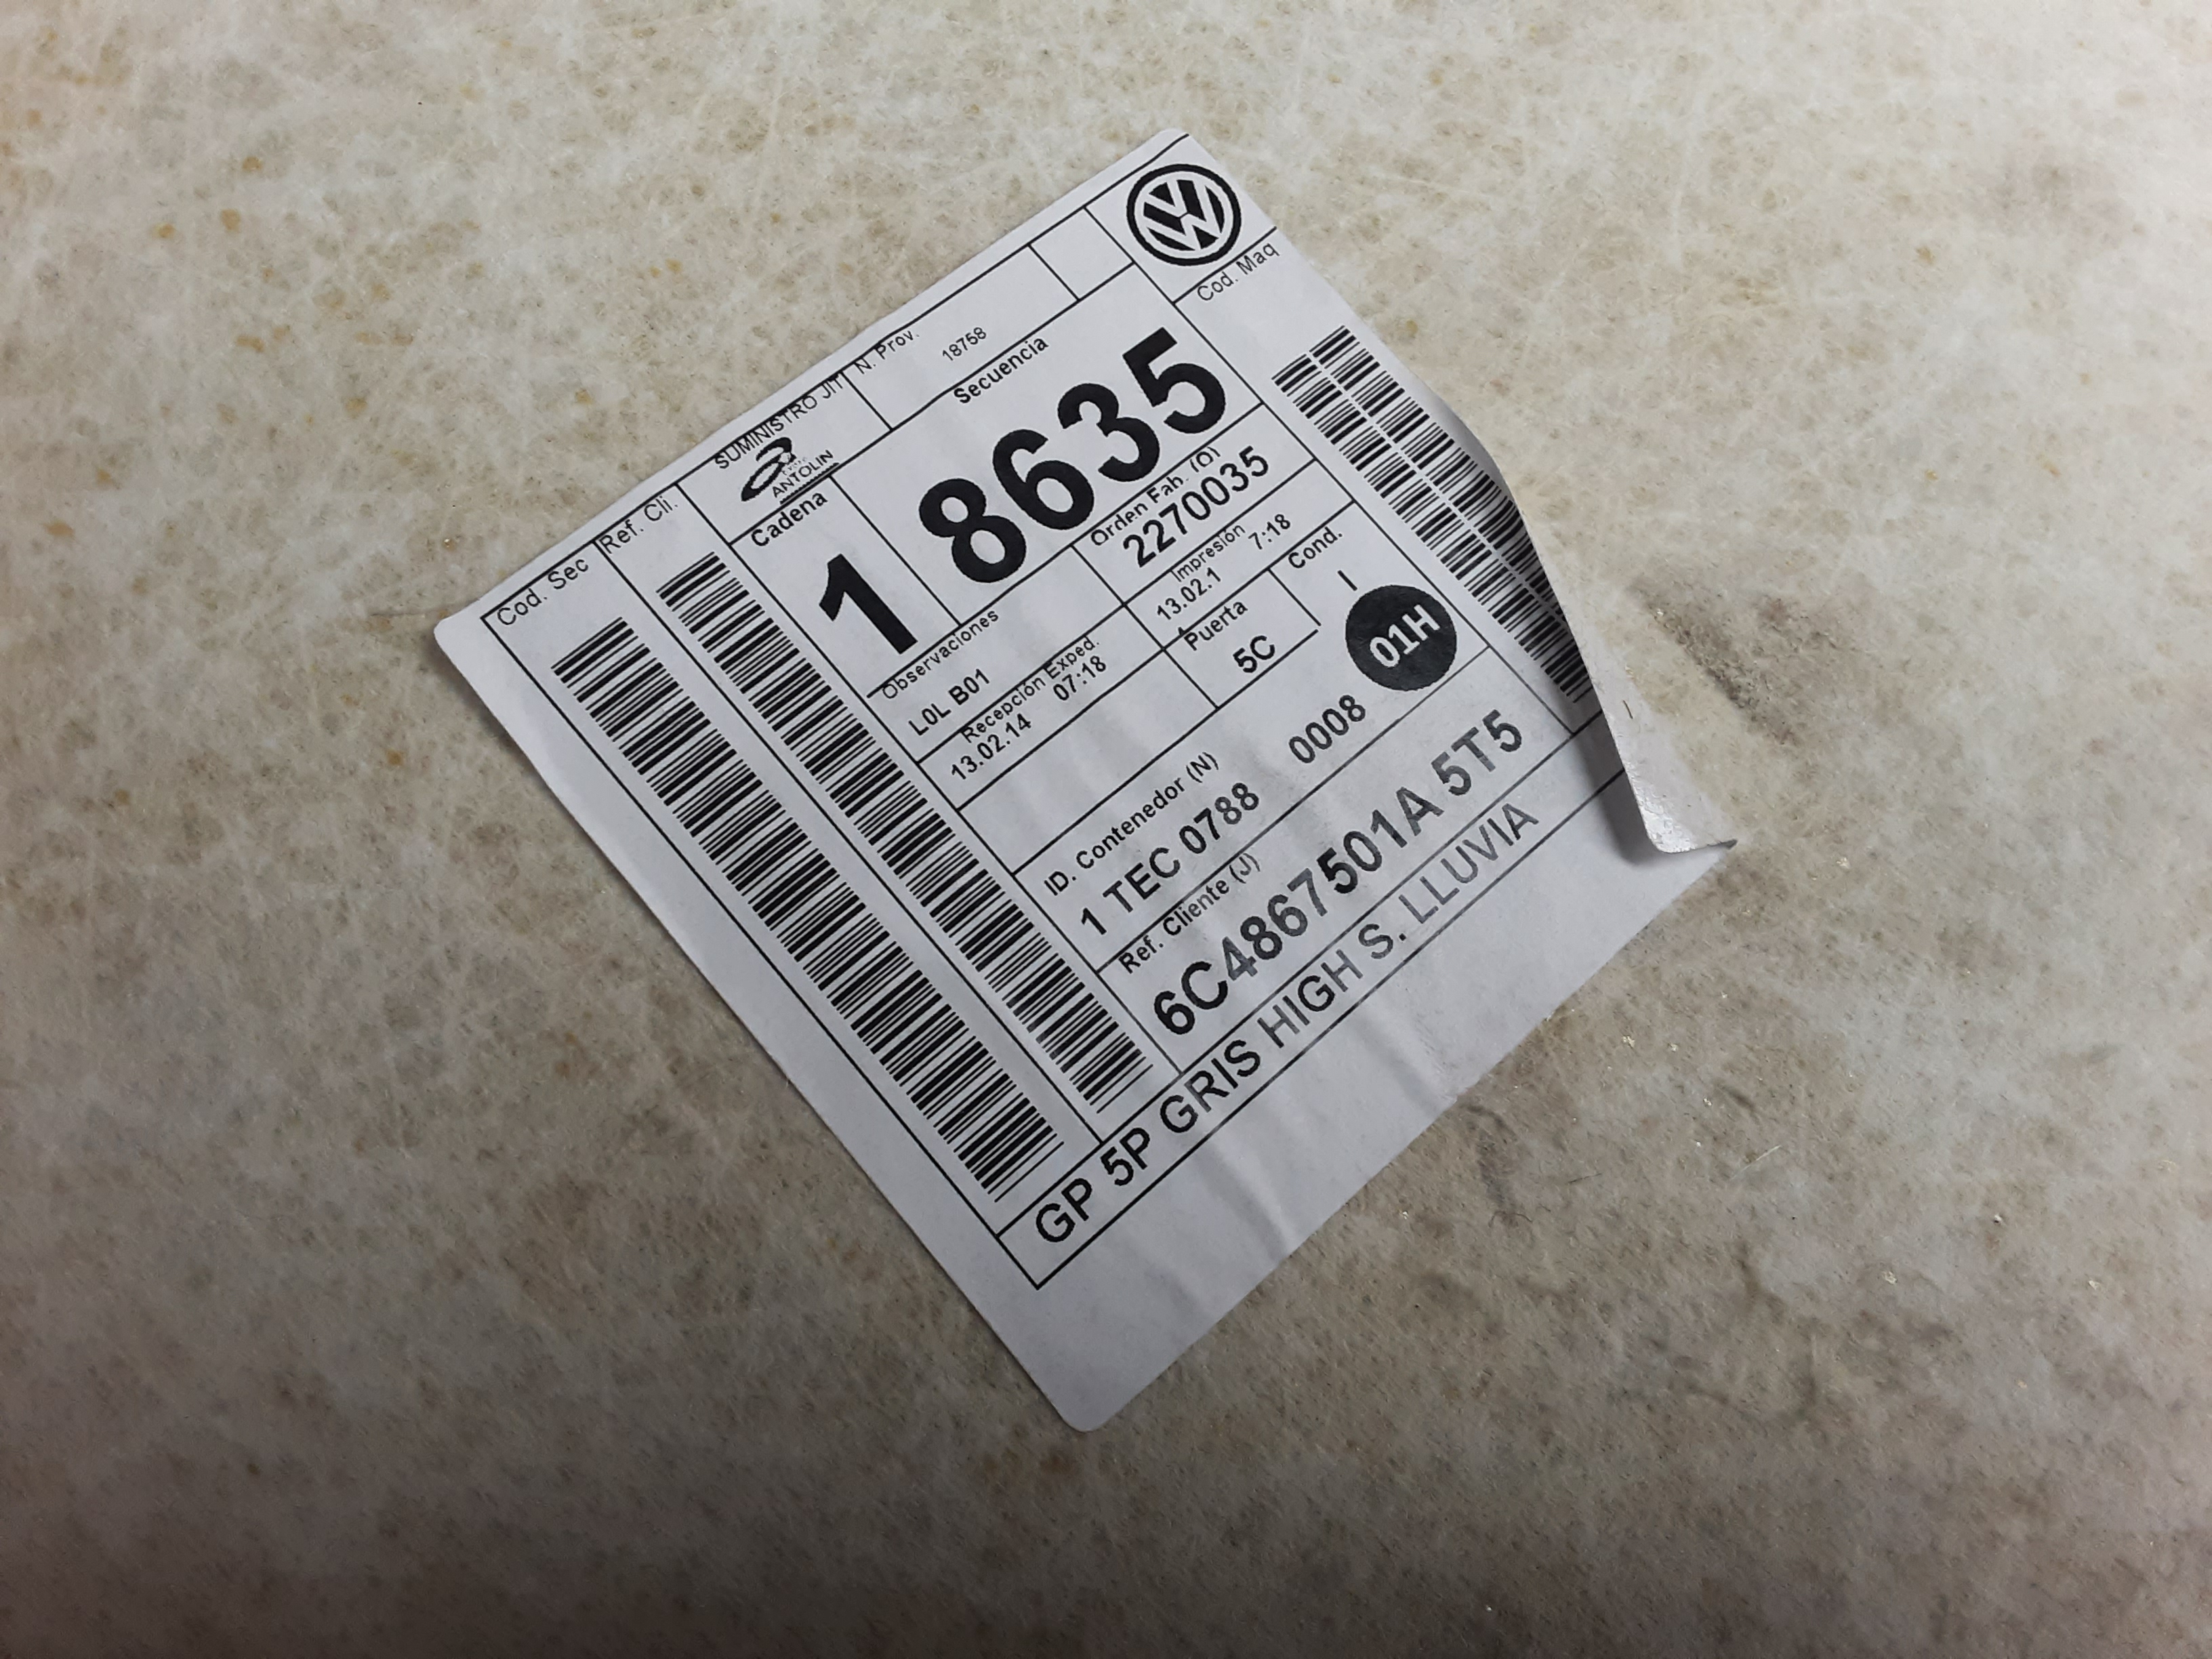 SUMINISTRO JIT
ANTOLIN
N. Prov.
18758
Cod. Sec
Ref. Cli.
Cadena
1
Secuencia
8635
Cod. Maq
Observaciones
L0L B01
Orden Fab. (O)
2270035
Recepción Exped.
13.02.14 07:18
Impresión
13.02.1 7:18
4
Puerta
5C
Cond.
I
01H
ID. Contenedor (N)
1 TEC 0788 0008
Ref. Cliente (J)
6C4867501A 5T5
GP 5P GRIS HIGH S. LLUVIA